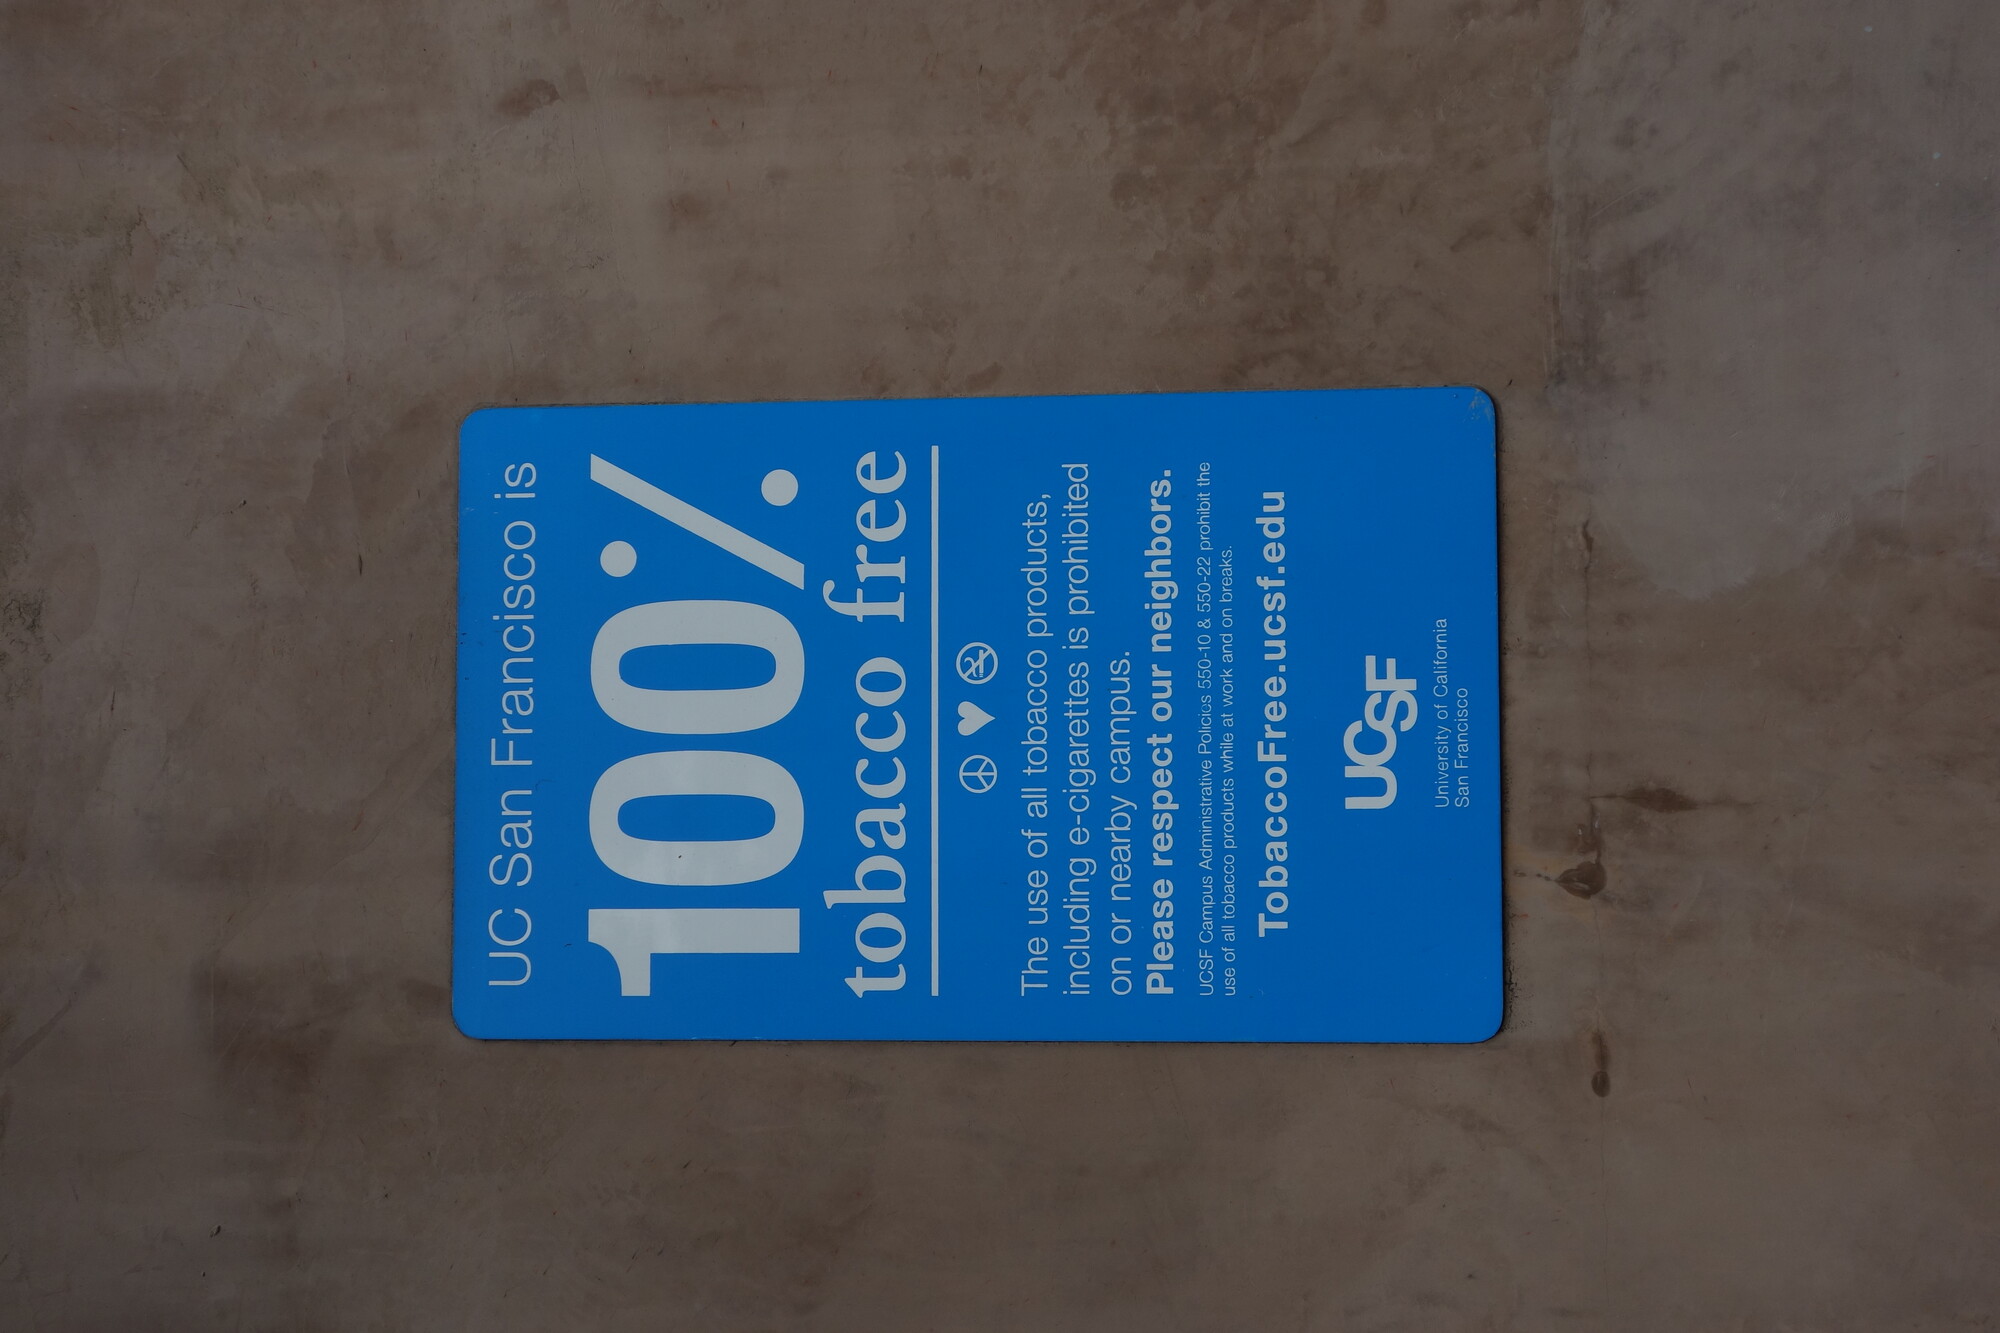 UC San Francisco is
100%
tobacco free
The use of all tobacco products,
including e-cigarettes is prohibited
on or nearby campus.
Please respect our neighbors.
UCSF Campus Administrative Policies 550-10 & 550-22 prohibit the
use of all tobacco products while at work and on breaks.
TobaccoFree.ucsf.edu
UCSF
University of California
San Francisco